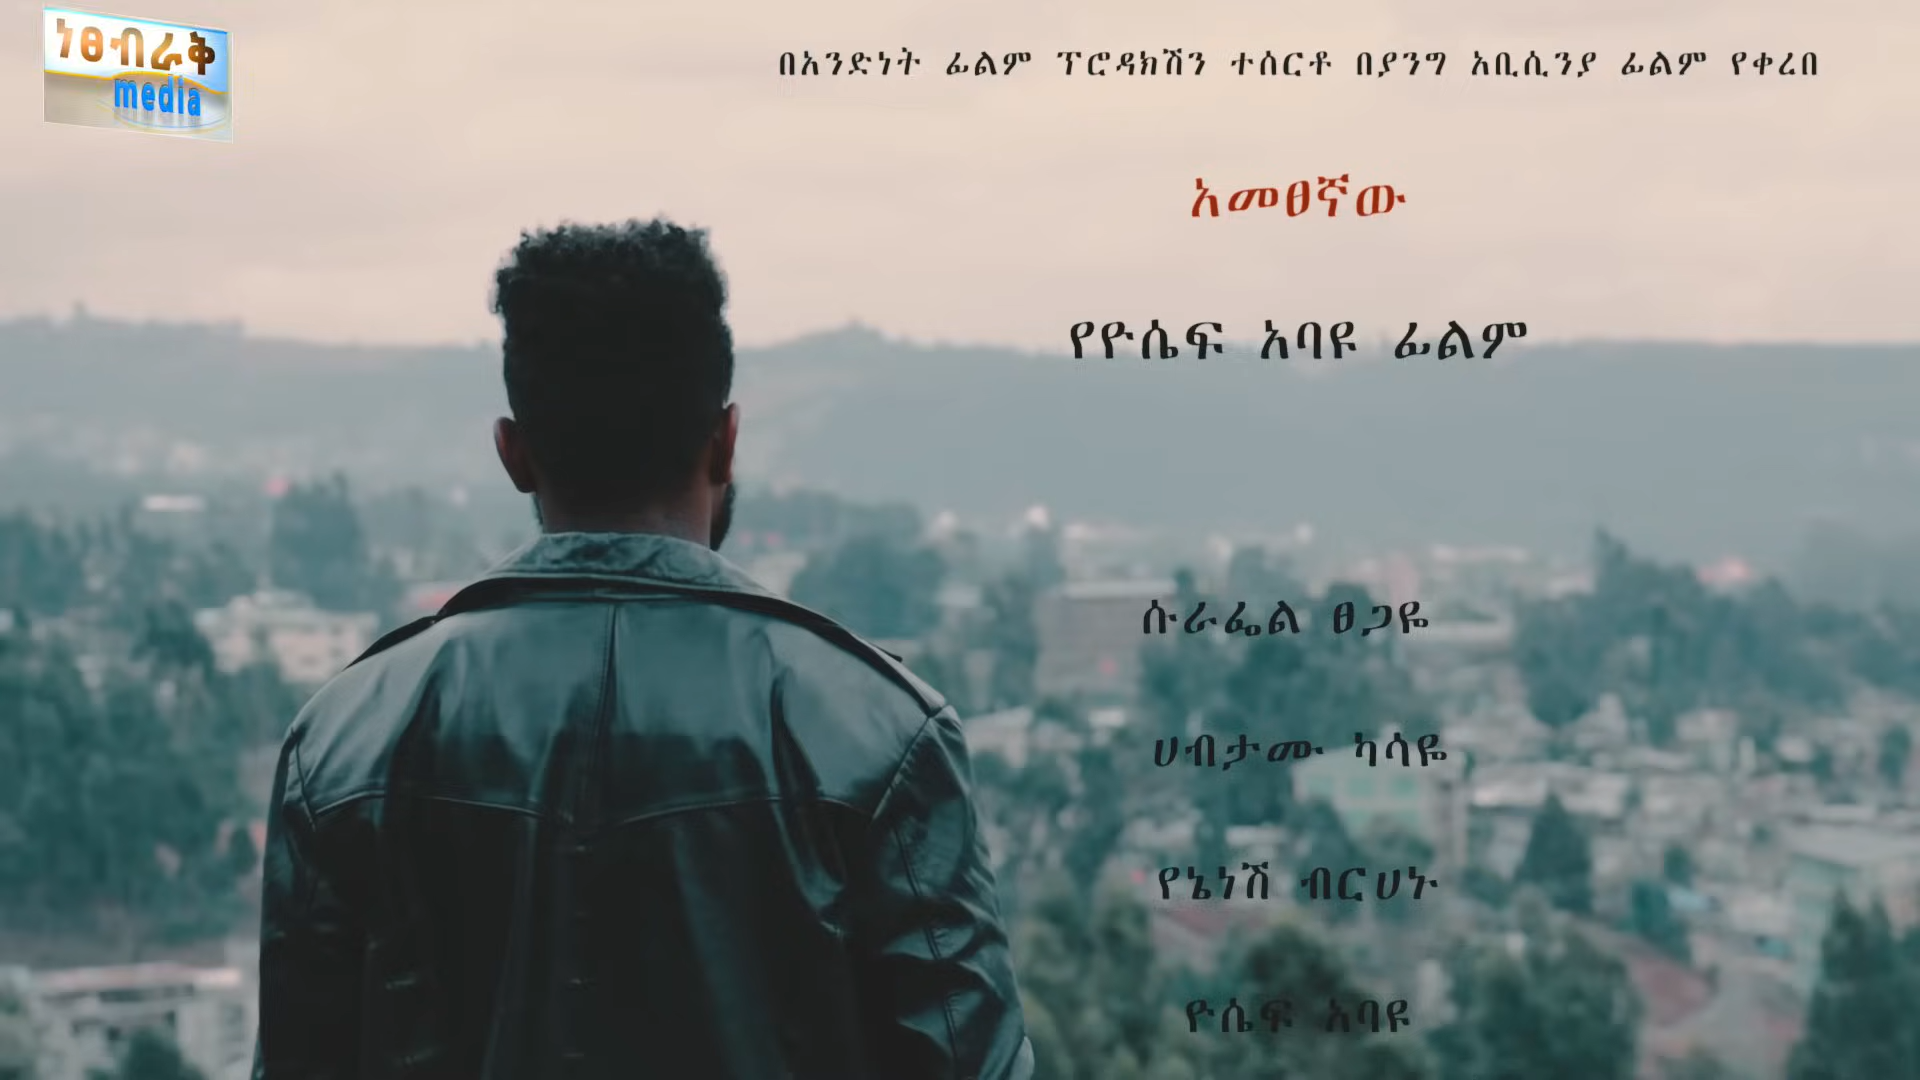 ነፀብራቅ
media
በአንድነት ፊልም ፕሮዳክሽን ተሰርቶ በያንግ አቢሲንያ ፊልም የቀረበ
አመፀኛው
የዮሴፍ አባዩ ፊልም
ሱራፌል ፀጋዬ
ሀብታሙ ካሳዬ
የኔነሽ ብርሀኑ
ዮሴፍ አባዩ